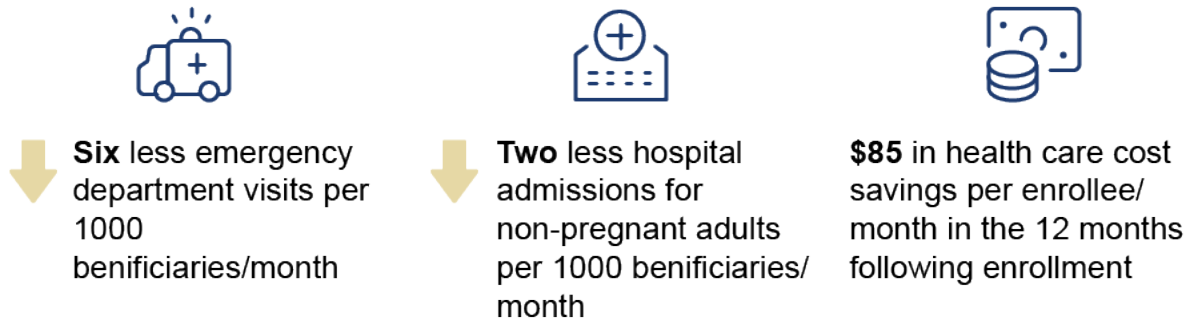 Six less emergency
department visits per
1000
benificiaries/month
Two less hospital
admissions for
non-pregnant adults
per 1000 benificiaries/
month
$85 in health care cost
savings per enrollee/
month in the 12 months
following enrollment